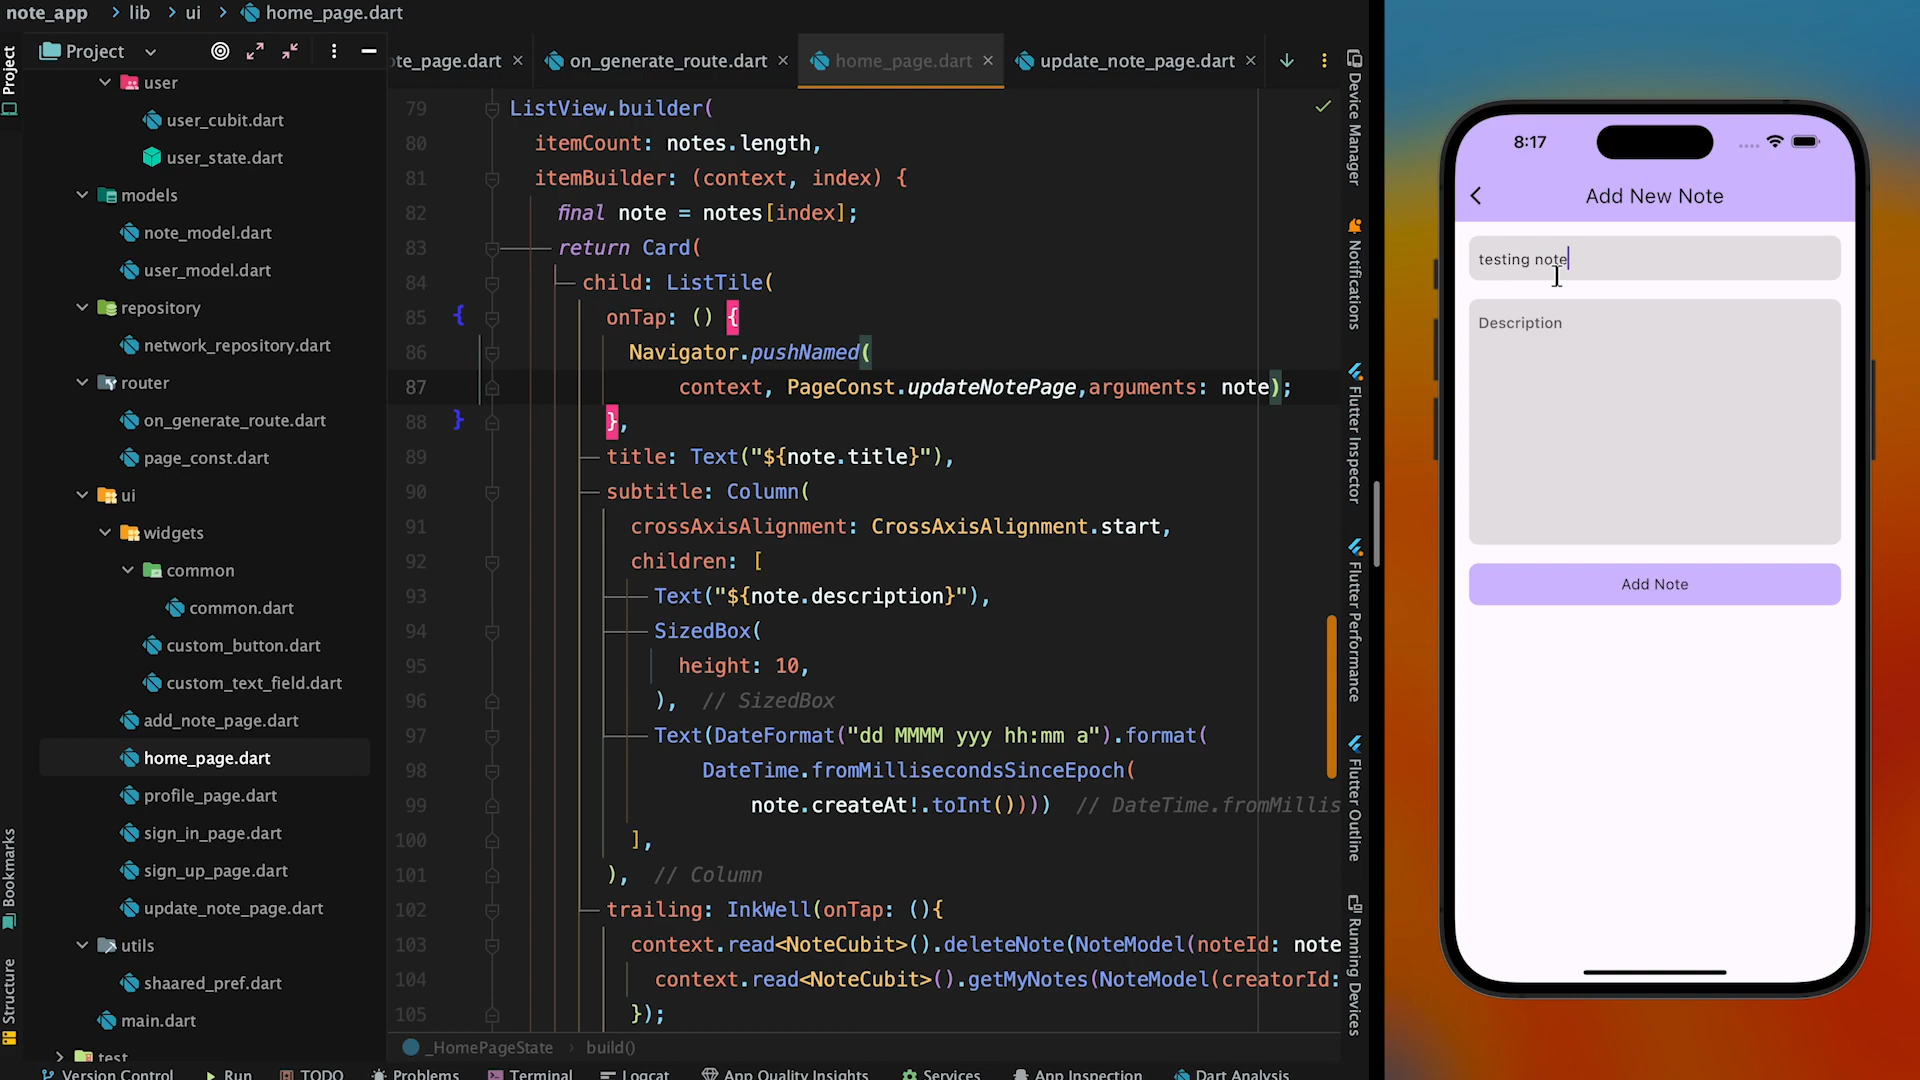 note_app > lib > ui > home_page.dart
Project
te_page.dart
on_generate_route.dart
home_page.dart
update_note_page.dart
user
user_cubit.dart
user_state.dart
models
note_model.dart
user_model.dart
repository
network_repository.dart
router
on_generate_route.dart
page_const.dart
ui
widgets
common
common.dart
custom_button.dart
custom_text_field.dart
add_note_page.dart
home_page.dart
profile_page.dart
sign_in_page.dart
sign_up_page.dart
update_note_page.dart
utils
shaared_pref.dart
main.dart
test
Project
Bookmarks
Structure
79 ListView.builder(
80 itemCount: notes.length,
81 itemBuilder: (context, index) {
82 final note = notes[index];
83 return Card(
84 child: ListTile(
85 { onTap: () {
86 Navigator.pushNamed(
87 context, PageConst.updateNotePage,arguments: note);
88 } },
89 title: Text("${note.title}"),
90 subtitle: Column(
91 crossAxisAlignment: CrossAxisAlignment.start,
92 children: [
93 Text("${note.description}"),
94 SizedBox(
95 height: 10,
96 ), // SizedBox
97 Text(DateFormat("dd MMMM yyy hh:mm a").format(
98 DateTime.fromMillisecondsSinceEpoch(
99 note.createAt!.toInt()))) // DateTime.fromMillis
100 ],
101 ), // Column
102 trailing: InkWell(onTap: (){
103 context.read<NoteCubit>().deleteNote(NoteModel(noteId: note
104 context.read<NoteCubit>().getMyNotes(NoteModel(creatorId:
105 });
_HomePageState > build()
Device Manager
Notifications
Flutter Inspector
Flutter Performance
Flutter Outline
Running Devices
Version Control
Run
TODO
Problems
Terminal
Logcat
App Quality Insights
Services
App Inspection
Dart Analysis
8:17
Add New Note
testing note
Description
Add Note